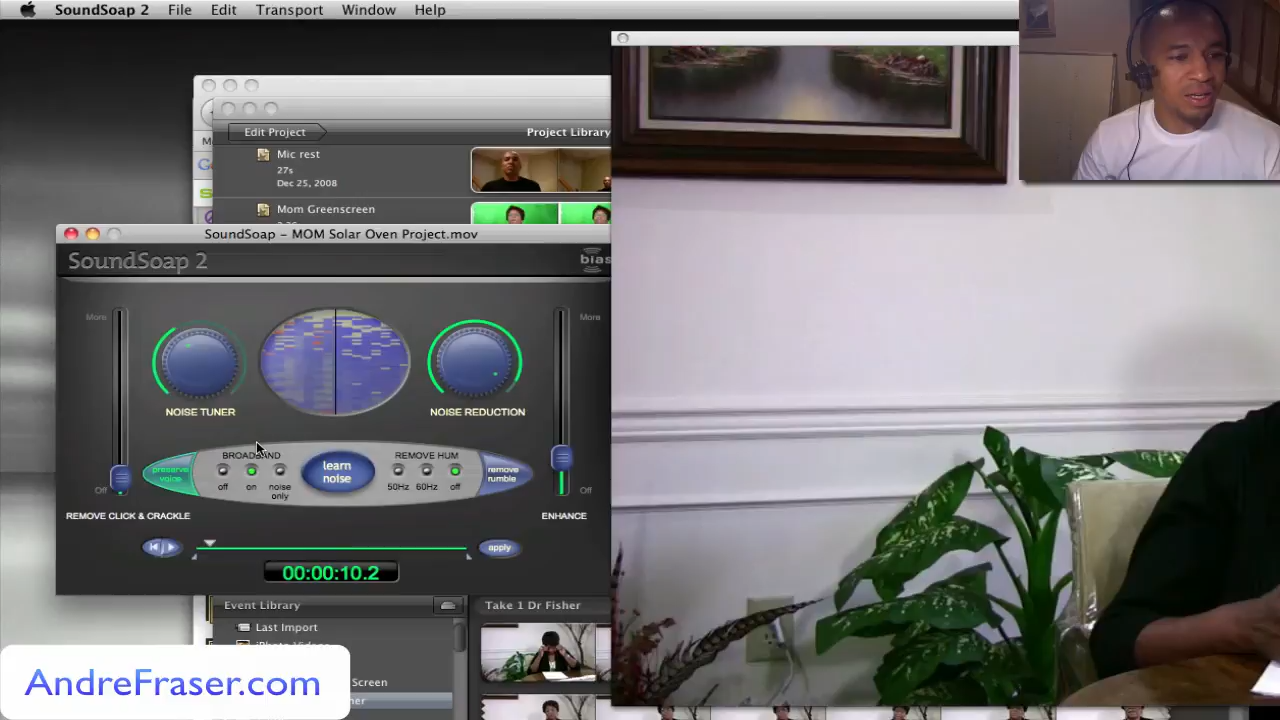 SoundSoap 2 File Edit Transport Window Help
Edit Project
Project Library
Mic rest
27s
Dec 25, 2008
Mom Greenscreen
SoundSoap – MOM Solar Oven Project.mov
SoundSoap 2
bias
More
More
NOISE TUNER
NOISE REDUCTION
BROADBAND
REMOVE HUM
preserve
voice
learn
noise
remove
rumble
off
on
noise
only
50Hz
60Hz
off
Off
Off
REMOVE CLICK & CRACKLE
ENHANCE
apply
00:00:10.2
Event Library
Take 1 Dr Fisher
Last Import
Screen
AndreFraser.com